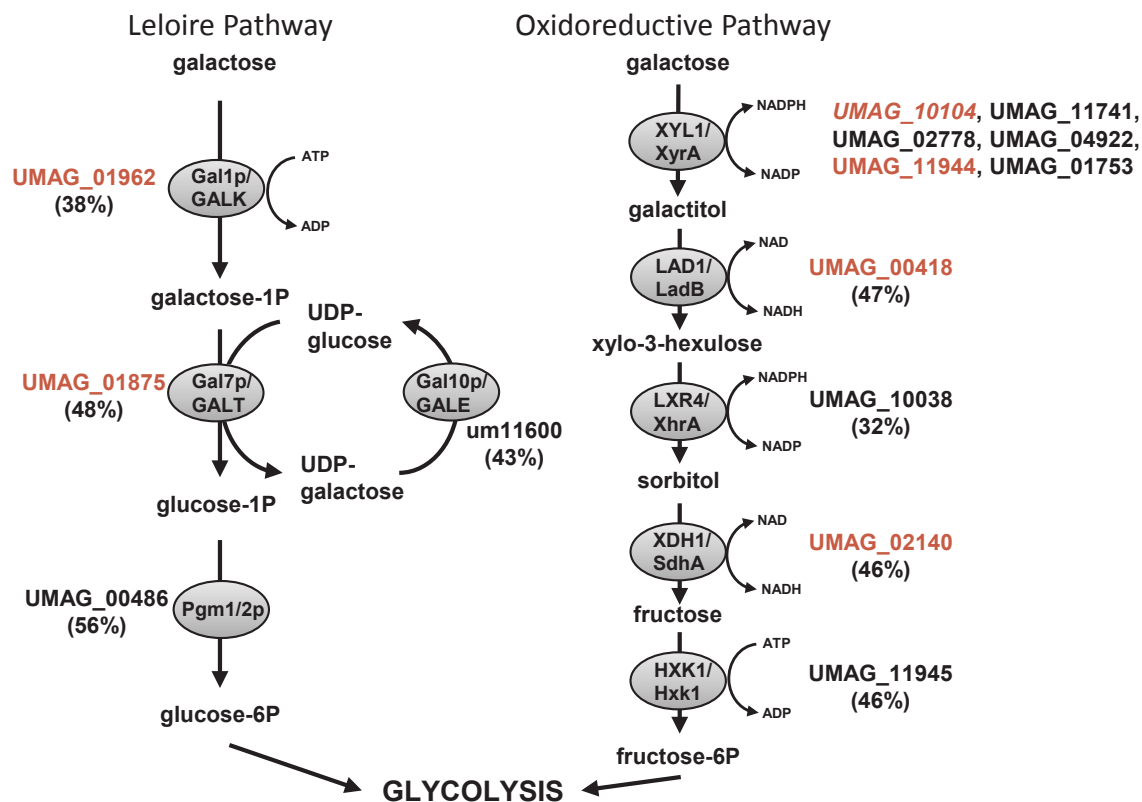 Leloire Pathway
galactose
UMAG_01962
(38%)
Gal1p/
GALK
ATP
ADP
galactose-1P
UDP-
glucose
UMAG_01875
(48%)
Gal7p/
GALT
Gal10p/
GALE
um11600
(43%)
UDP-
galactose
glucose-1P
UMAG_00486
(56%)
Pgm1/2p
glucose-6P
Oxidoreductive Pathway
galactose
XYL1/
XyrA
NADPH
NADP
UMAG_10104, UMAG_11741,
UMAG_02778, UMAG_04922,
UMAG_11944, UMAG_01753
galactitol
LAD1/
LadB
NAD
NADH
UMAG_00418
(47%)
xylo-3-hexulose
LXR4/
XhrA
NADPH
NADP
UMAG_10038
(32%)
sorbitol
XDH1/
SdhA
NAD
NADH
UMAG_02140
(46%)
fructose
HXK1/
Hxk1
ATP
ADP
UMAG_11945
(46%)
fructose-6P
GLYCOLYSIS